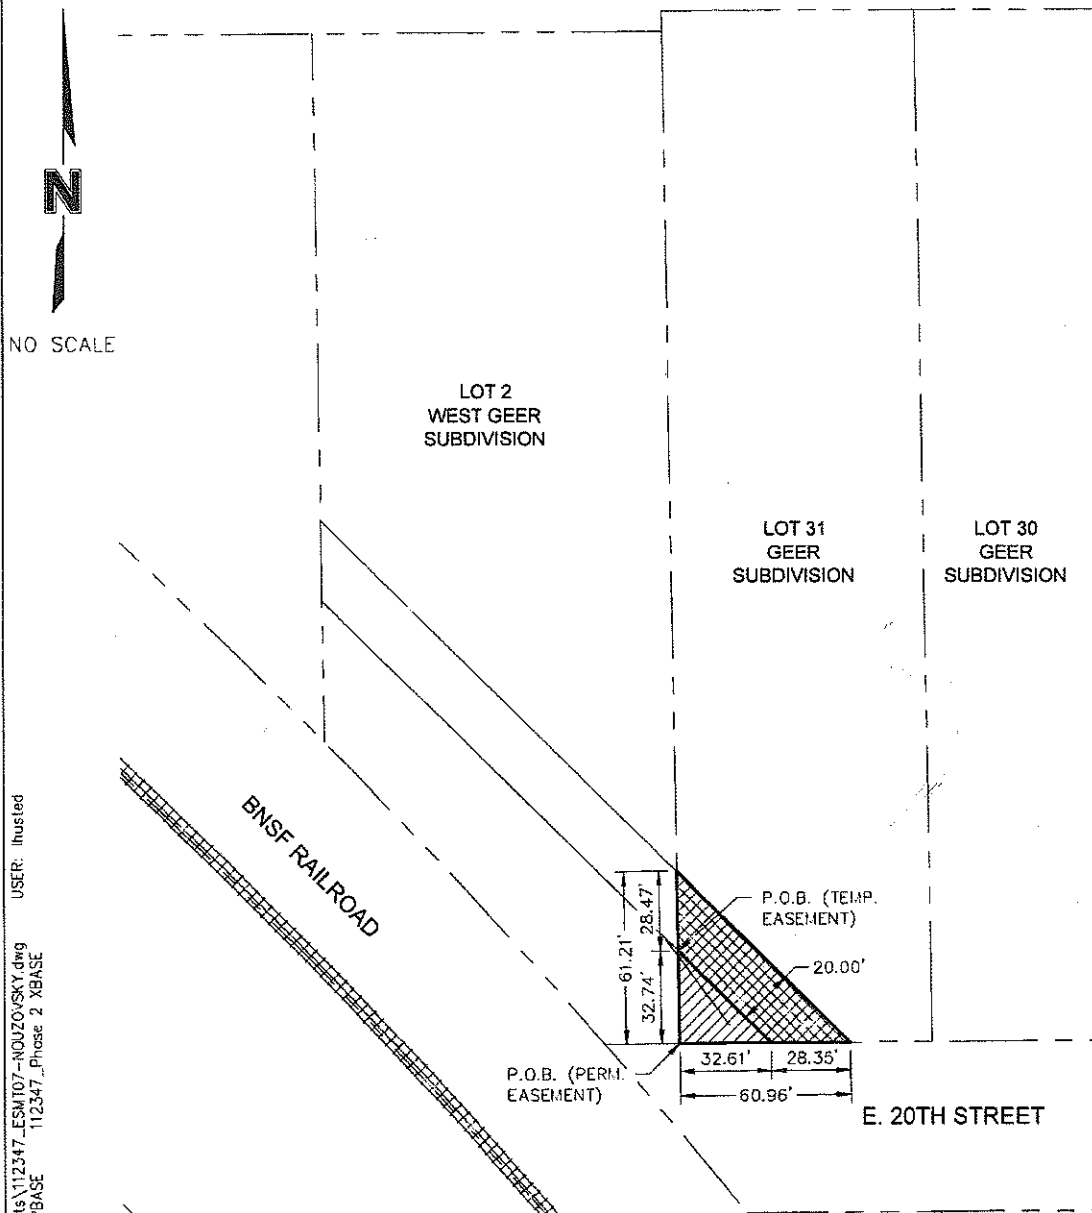 N
NO SCALE
LOT 2
WEST GEER
SUBDIVISION
LOT 31
GEER
SUBDIVISION
LOT 30
GEER
SUBDIVISION
BNSF RAILROAD
P.O.B. (TEMP.
EASEMENT)
61.21'
28.47'
32.74'
20.00'
P.O.B. (PERM.
EASEMENT)
32.61'
28.35'
60.96'
E. 20TH STREET
ts\112347_ESMT07-NOUZOVSKY.dwg USER: lhusted
PBASE 112347_Phase 2 XBASE